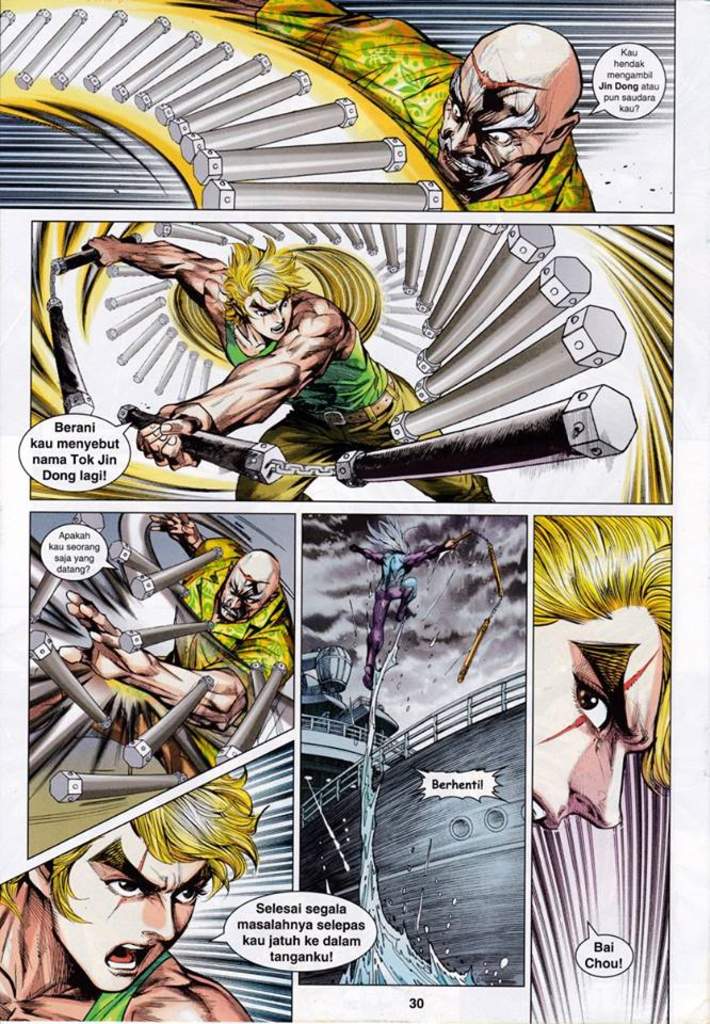 Kau
hendak
mengambil
Jin Dong atau
pun saudara
kau?
Berani
kau menyebut
nama Tok Jin
Dong lagi!
Apakah
kau seorang
saja yang
datang?
Berhenti!
Selesai segala
masalahnya selepas
kau jatuh ke dalam
tanganku!
Bai
Chou!
30